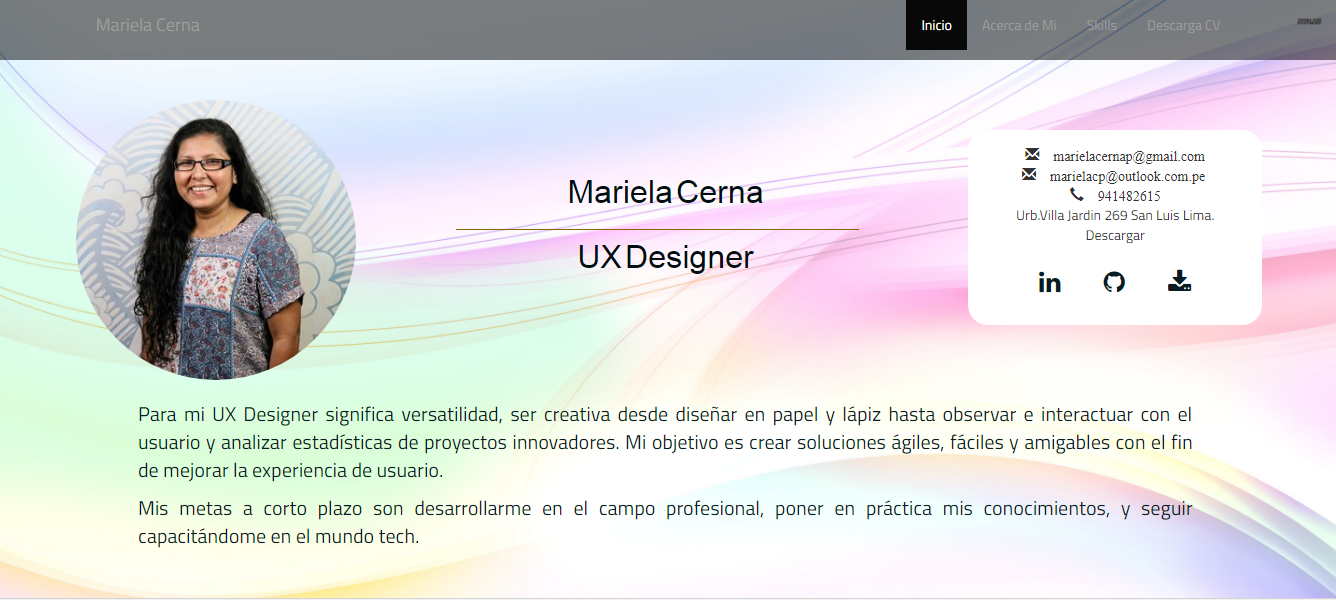 Mariela Cerna
Inicio
Acerca de Mi
Skills
Descarga CV
Mariela Cerna
UX Designer
marielacernap@gmail.com
marielacp@outlook.com.pe
941482615
Urb.Villa Jardin 269 San Luis Lima.
Descargar
in
Para mi UX Designer significa versatilidad, ser creativa desde diseñar en papel y lápiz hasta observar e interactuar con el
usuario y analizar estadísticas de proyectos innovadores. Mi objetivo es crear soluciones ágiles, fáciles y amigables con el fin
de mejorar la experiencia de usuario.
Mis metas a corto plazo son desarrollarme en el campo profesional, poner en práctica mis conocimientos, y seguir
capacitándome en el mundo tech.